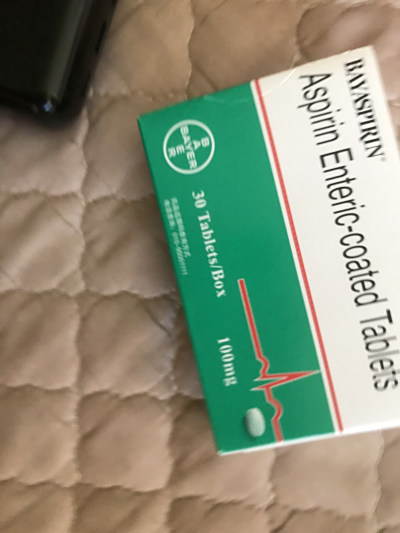 BAYASPIRIN®
Aspirin Enteric-coated Tablets
B
A
BAYER
E
R
30 Tablets/Box
100mg